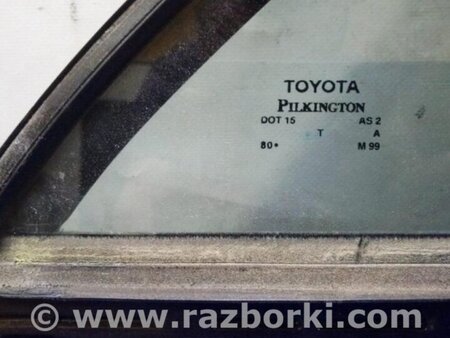 TOYOTA
PILKINGTON
DOT 15 AS 2
T A
80• M 99
© www.razborki.com